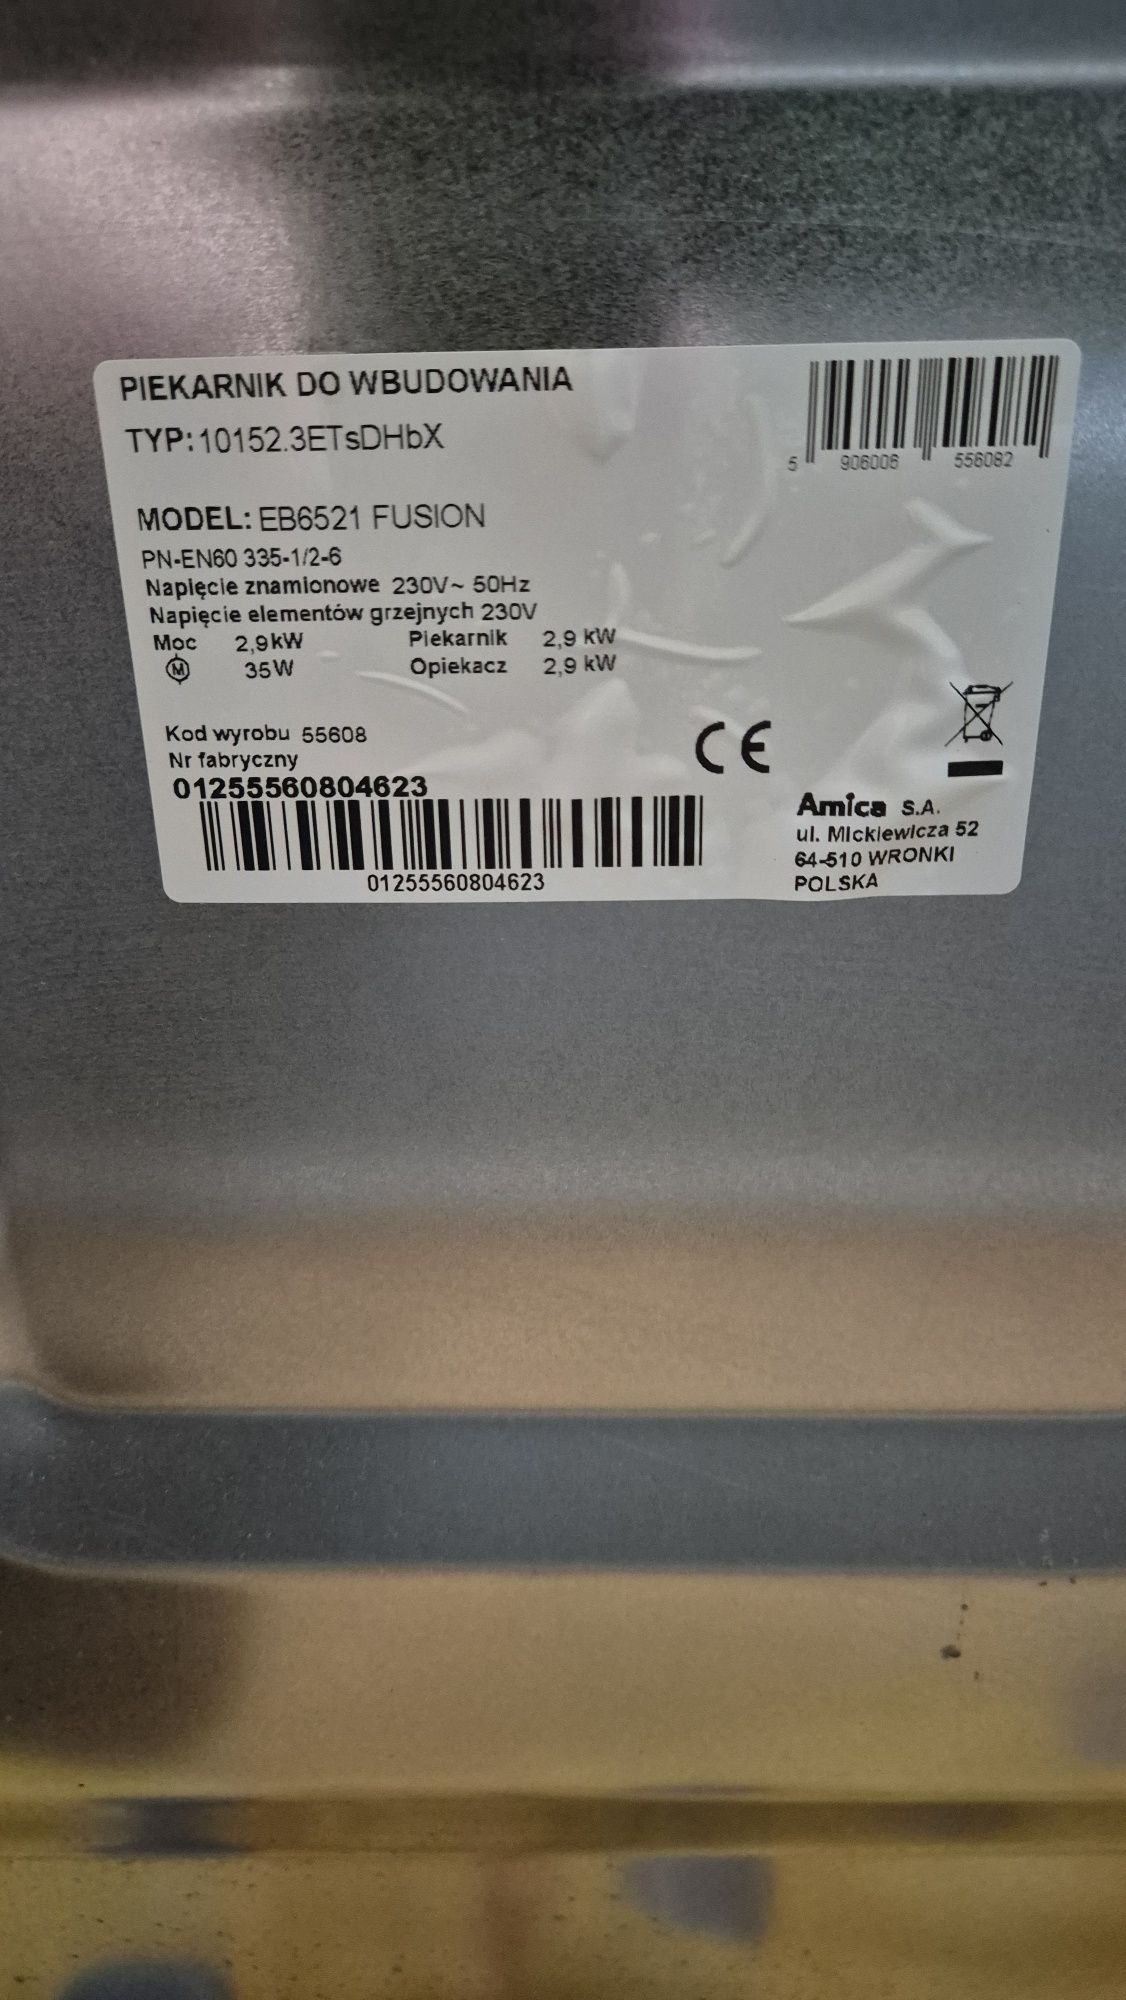 PIEKARNIK DO WBUDOWANIA
TYP: 10152.3ETsDHbX
5 906006 556082
MODEL: EB6521 FUSION
PN-EN60 335-1/2-6
Napięcie znamionowe 230V~ 50Hz
Napięcie elementów grzejnych 230V
Moc 2,9kW Piekarnik 2,9 kW
M 35W Opiekacz 2,9 kW
Kod wyrobu 55608
Nr fabryczny
01255560804623
01255560804623
CE
Amica S.A.
ul. Mickiewicza 52
64-510 WRONKI
POLSKA